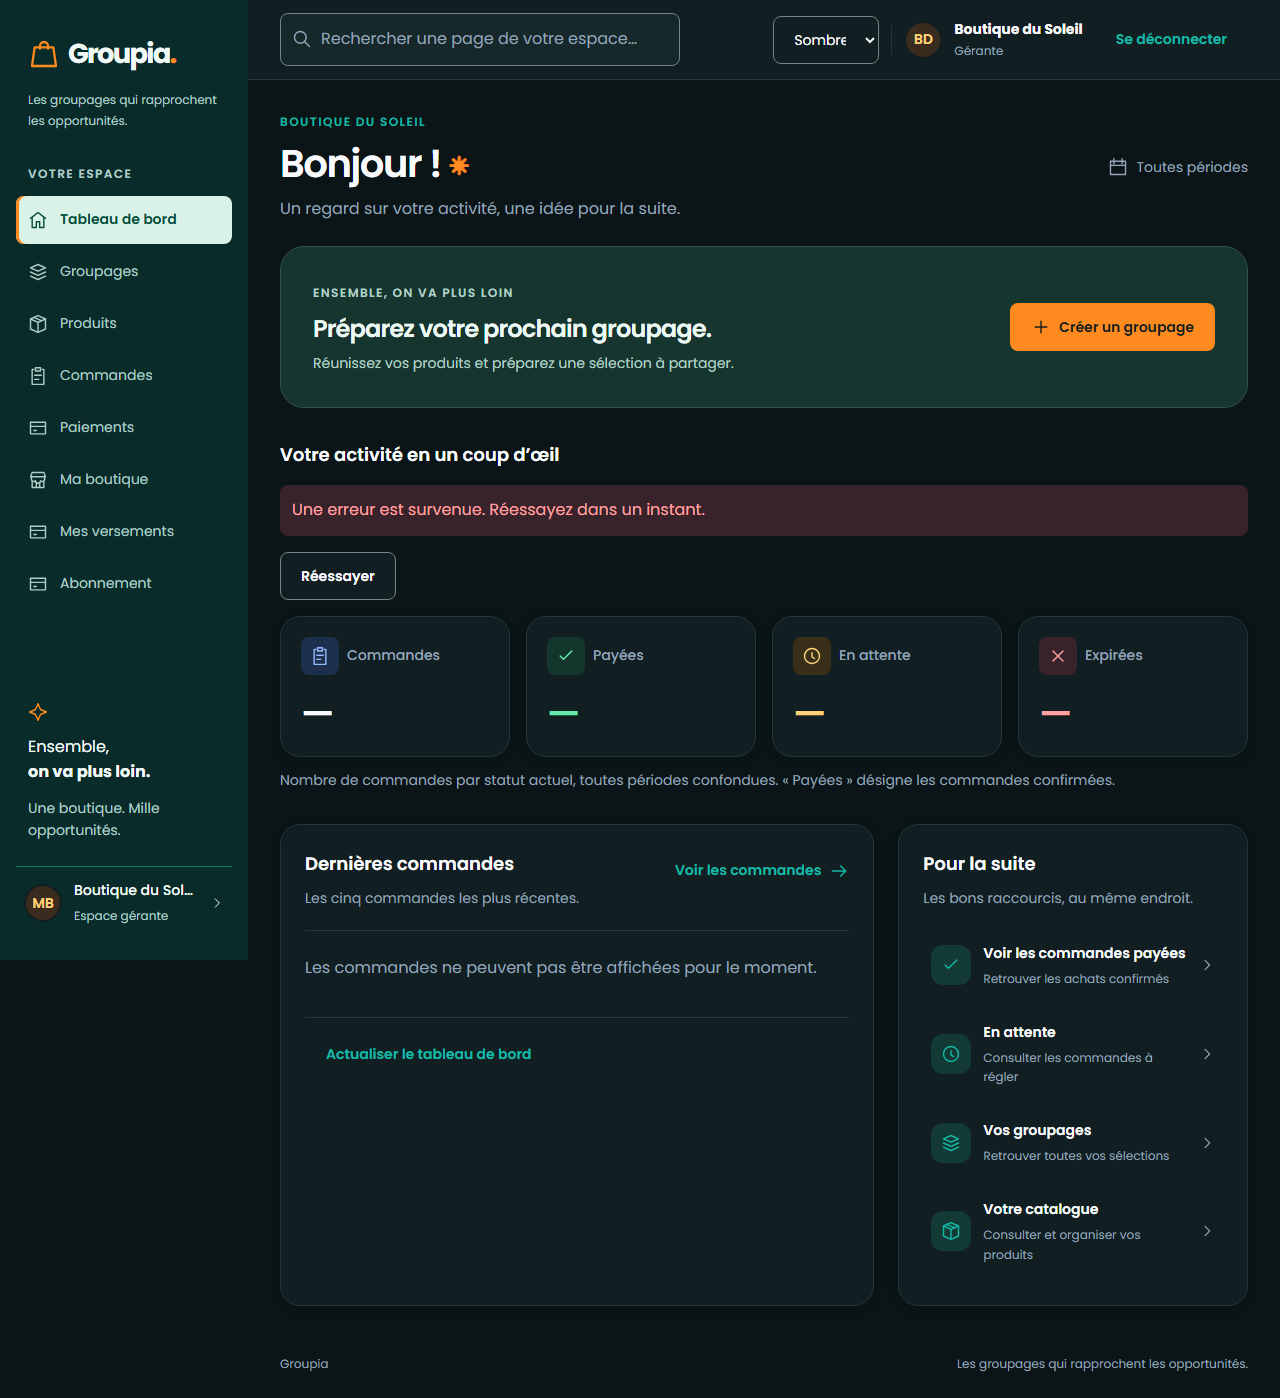 Groupia.
Les groupages qui rapprochent
les opportunités.
VOTRE ESPACE
Tableau de bord
Groupages
Produits
Commandes
Paiements
Ma boutique
Mes versements
Abonnement
Ensemble,
on va plus loin.
Une boutique. Mille
opportunités.
MB
Boutique du Sol...
Espace gérante
Rechercher une page de votre espace...
Sombre
BD
Boutique du Soleil
Gérante
Se déconnecter
BOUTIQUE DU SOLEIL
Bonjour !
Toutes périodes
Un regard sur votre activité, une idée pour la suite.
ENSEMBLE, ON VA PLUS LOIN
Préparez votre prochain groupage.
Réunissez vos produits et préparez une sélection à partager.
Créer un groupage
Votre activité en un coup d’œil
Une erreur est survenue. Réessayez dans un instant.
Réessayer
Commandes
—
Payées
—
En attente
—
Expirées
—
Nombre de commandes par statut actuel, toutes périodes confondues. « Payées » désigne les commandes confirmées.
Dernières commandes
Voir les commandes
Les cinq commandes les plus récentes.
Les commandes ne peuvent pas être affichées pour le moment.
Actualiser le tableau de bord
Pour la suite
Les bons raccourcis, au même endroit.
Voir les commandes payées
Retrouver les achats confirmés
En attente
Consulter les commandes à
régler
Vos groupages
Retrouver toutes vos sélections
Votre catalogue
Consulter et organiser vos
produits
Groupia
Les groupages qui rapprochent les opportunités.